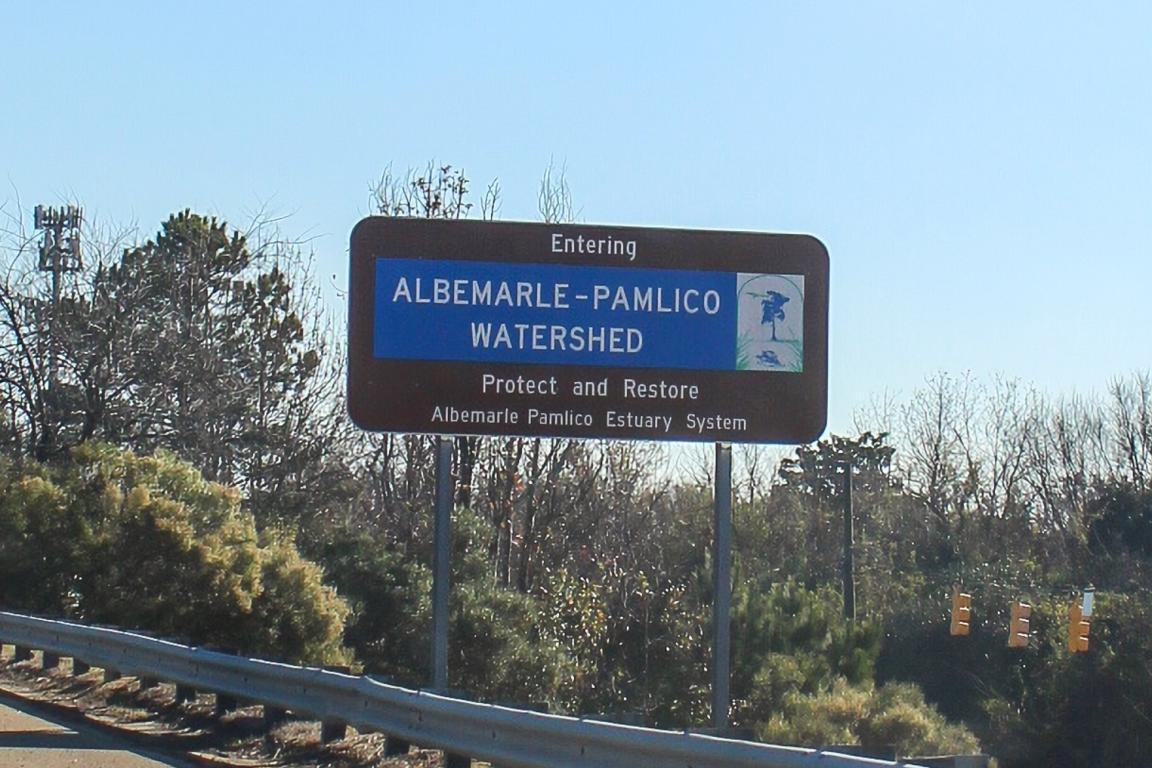 Entering
ALBEMARLE-PAMLICO
WATERSHED
Protect and Restore
Albemarle Pamlico Estuary System